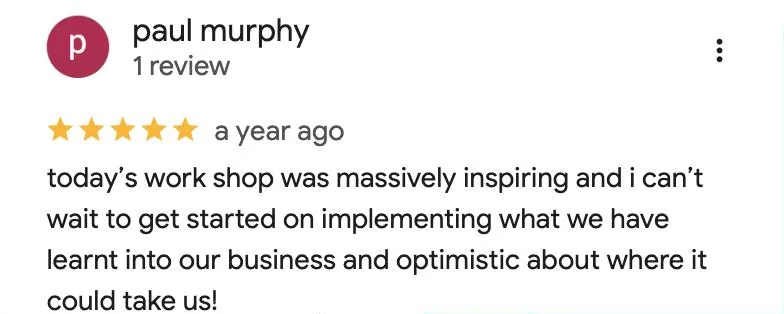 p
paul murphy
1 review
a year ago
today’s work shop was massively inspiring and i can’t
wait to get started on implementing what we have
learnt into our business and optimistic about where it
could take us!